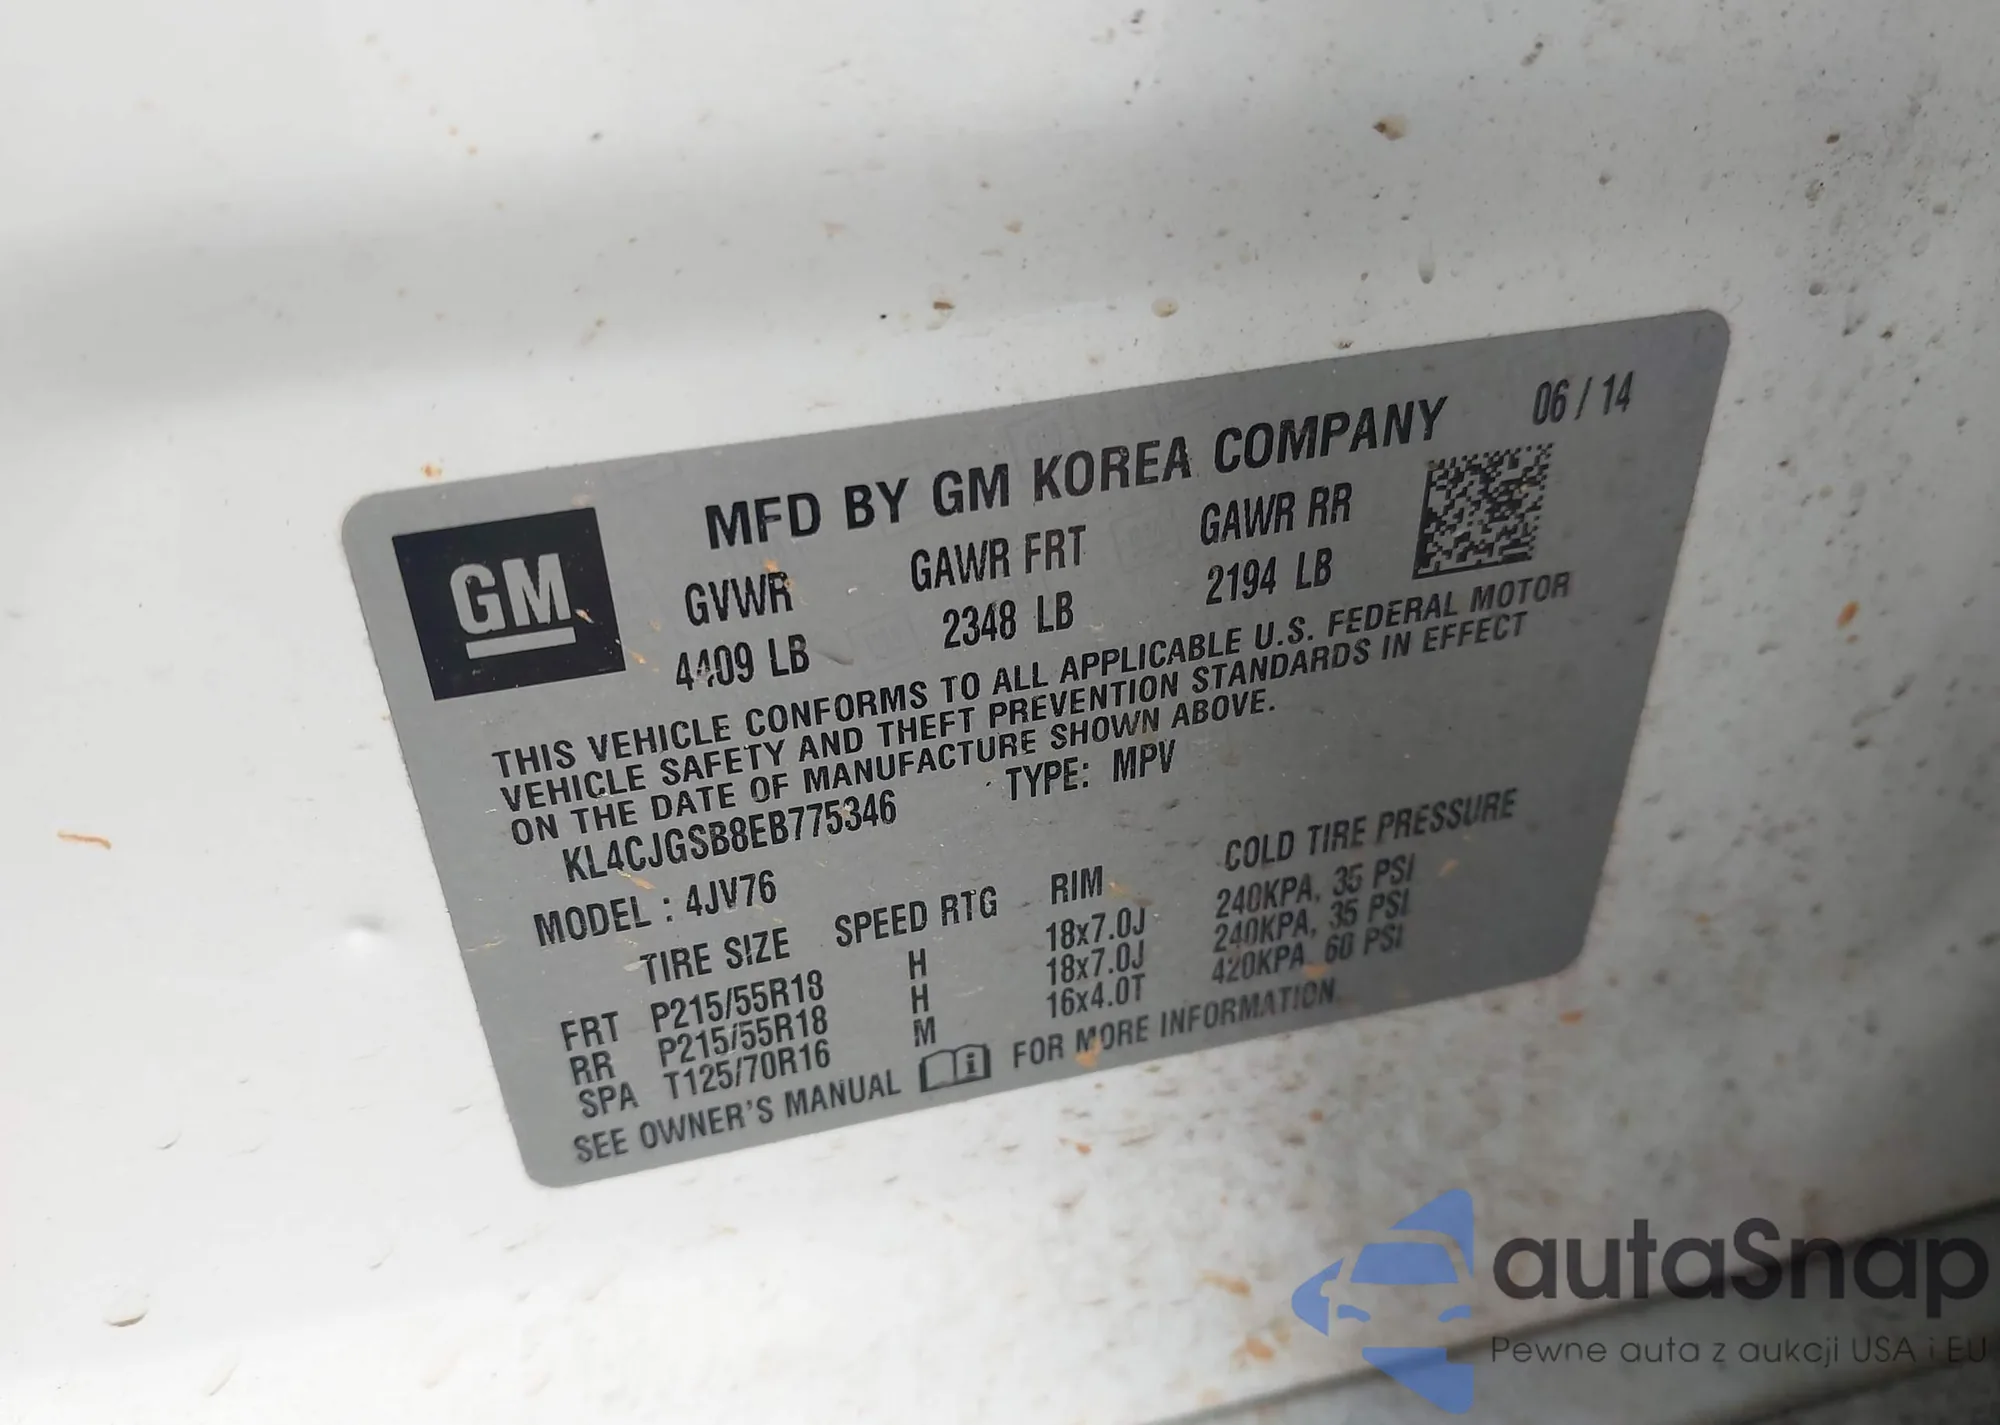 MFD BY GM KOREA COMPANY 06 / 14
GM
GVWR GAWR FRT GAWR RR
4409 LB 2348 LB 2194 LB
THIS VEHICLE CONFORMS TO ALL APPLICABLE U.S. FEDERAL MOTOR
VEHICLE SAFETY AND THEFT PREVENTION STANDARDS IN EFFECT
ON THE DATE OF MANUFACTURE SHOWN ABOVE.
KL4CJGSB8EB775346 TYPE: MPV
MODEL : 4JV76
TIRE SIZE SPEED RTG RIM COLD TIRE PRESSURE
FRT P215/55R18 H 18x7.0J 240KPA, 35 PSI
RR P215/55R18 H 18x7.0J 240KPA, 35 PSI
SPA T125/70R16 M 16x4.0T 420KPA, 60 PSI
SEE OWNER'S MANUAL FOR MORE INFORMATION.
autaSnap
Pewne auta z aukcji USA i EU